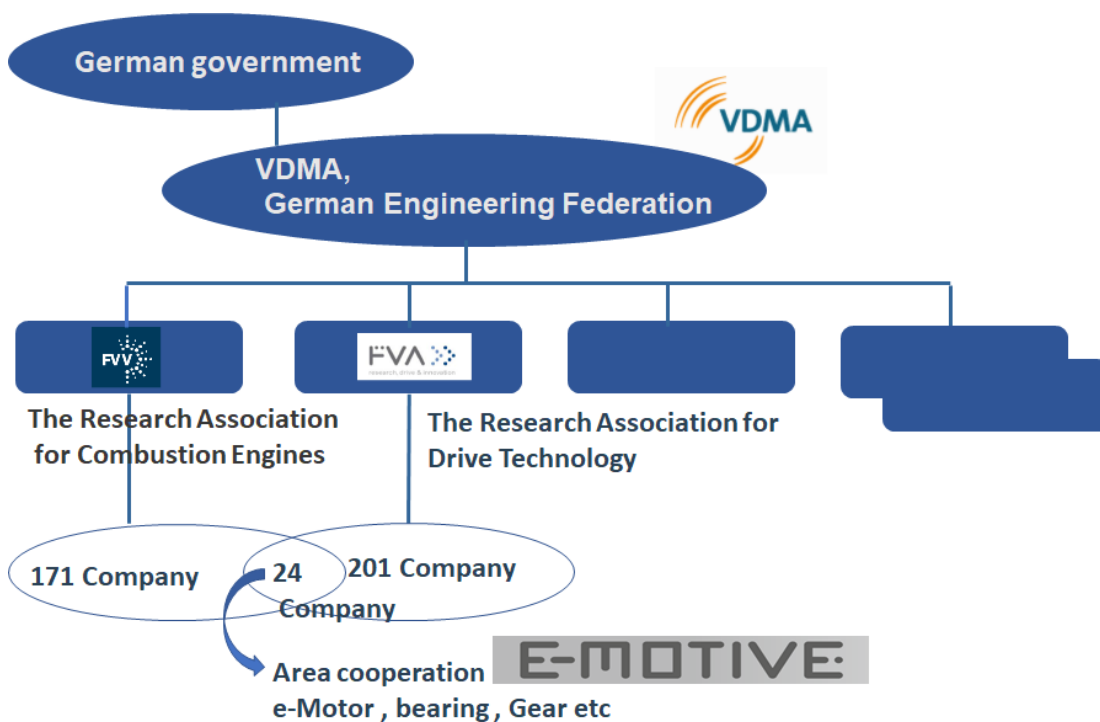 German government
VDMA
VDMA,
German Engineering Federation
FVV
FVA
research, drive & innovation
The Research Association
for Combustion Engines
The Research Association for
Drive Technology
171 Company
24
Company
201 Company
Area cooperation
E-MOTIVE
e-Motor , bearing , Gear etc